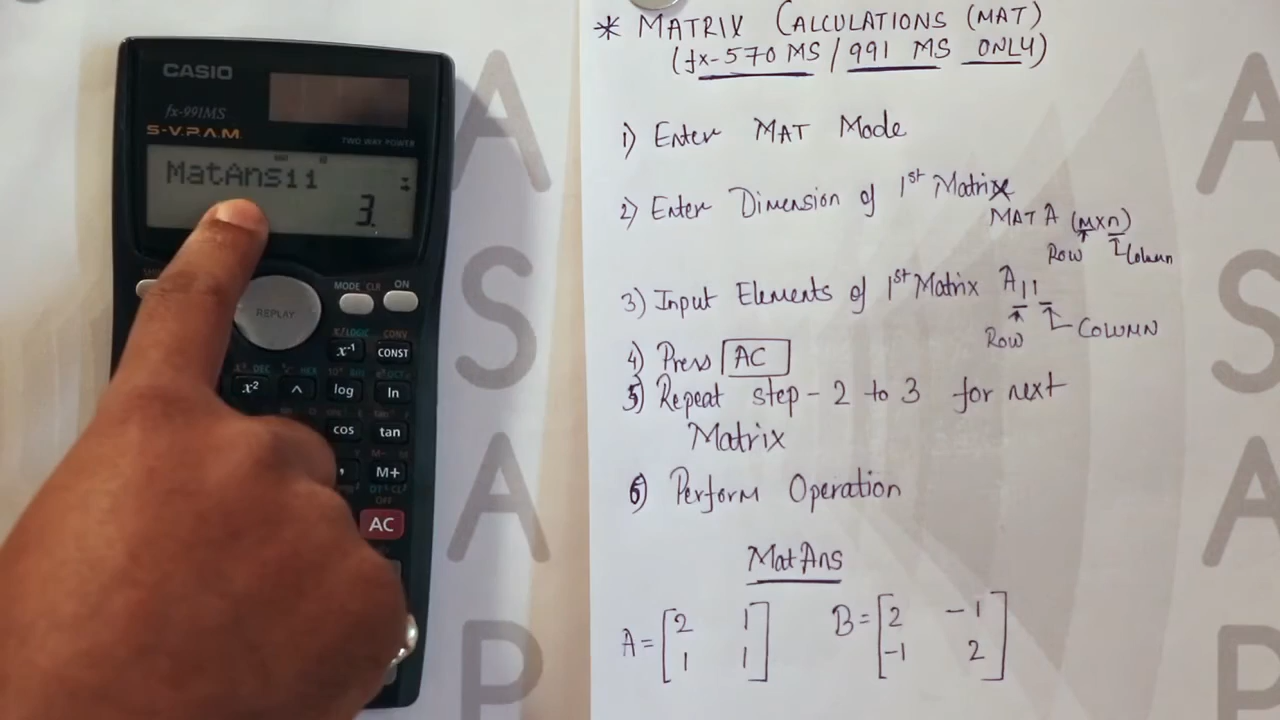 CASIO
fx-991MS
S-V.P.A.M.
TWO WAY POWER
MatAns11
3.
REPLAY
MODE CLR ON
x⁻¹ CONST
x² ^ log ln
cos tan
, M+
OFF
AC
* MATRIX CALCULATIONS (MAT)
(fx-570 MS / 991 MS ONLY)
1) Enter MAT Mode
2) Enter Dimension of 1st Matrix
MAT A (mxn)
Row Column
3) Input Elements of 1st Matrix A11
Row COLUMN
4) Press AC
5) Repeat step - 2 to 3 for next
Matrix
6) Perform Operation
MatAns
A = [2 1
1 1]
B = [2 -1
-1 2]
A
S
A
P
A
S
A
P